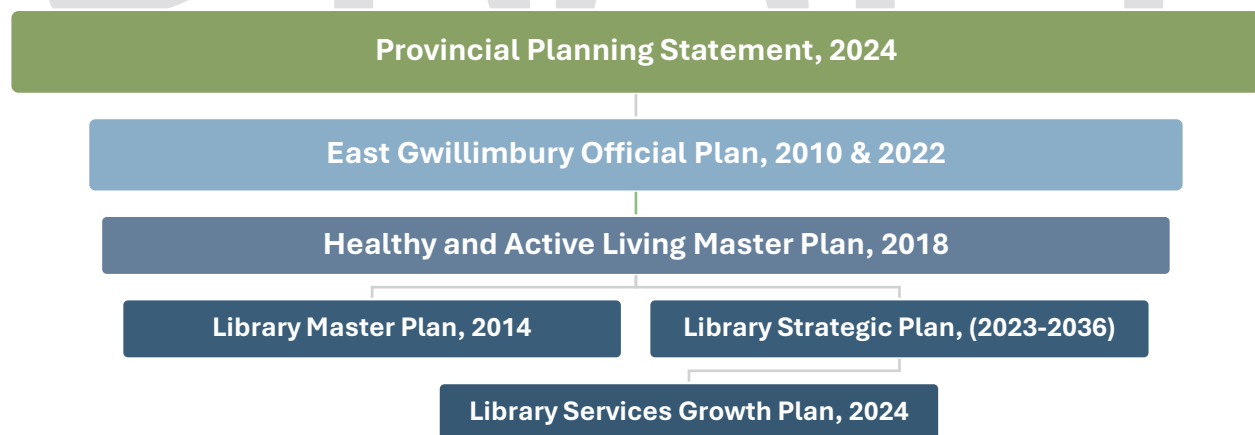 Provincial Planning Statement, 2024
East Gwillimbury Official Plan, 2010 & 2022
Healthy and Active Living Master Plan, 2018
Library Master Plan, 2014
Library Strategic Plan, (2023-2036)
Library Services Growth Plan, 2024